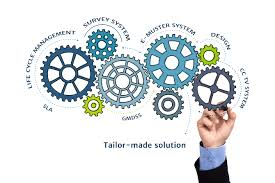 LIFE CYCLE MANAGEMENT
SURVEY SYSTEM
E-MUSTER SYSTEM
DESIGN
CC TV SYSTEM
SLA
GMDSS
Tailor-made solution